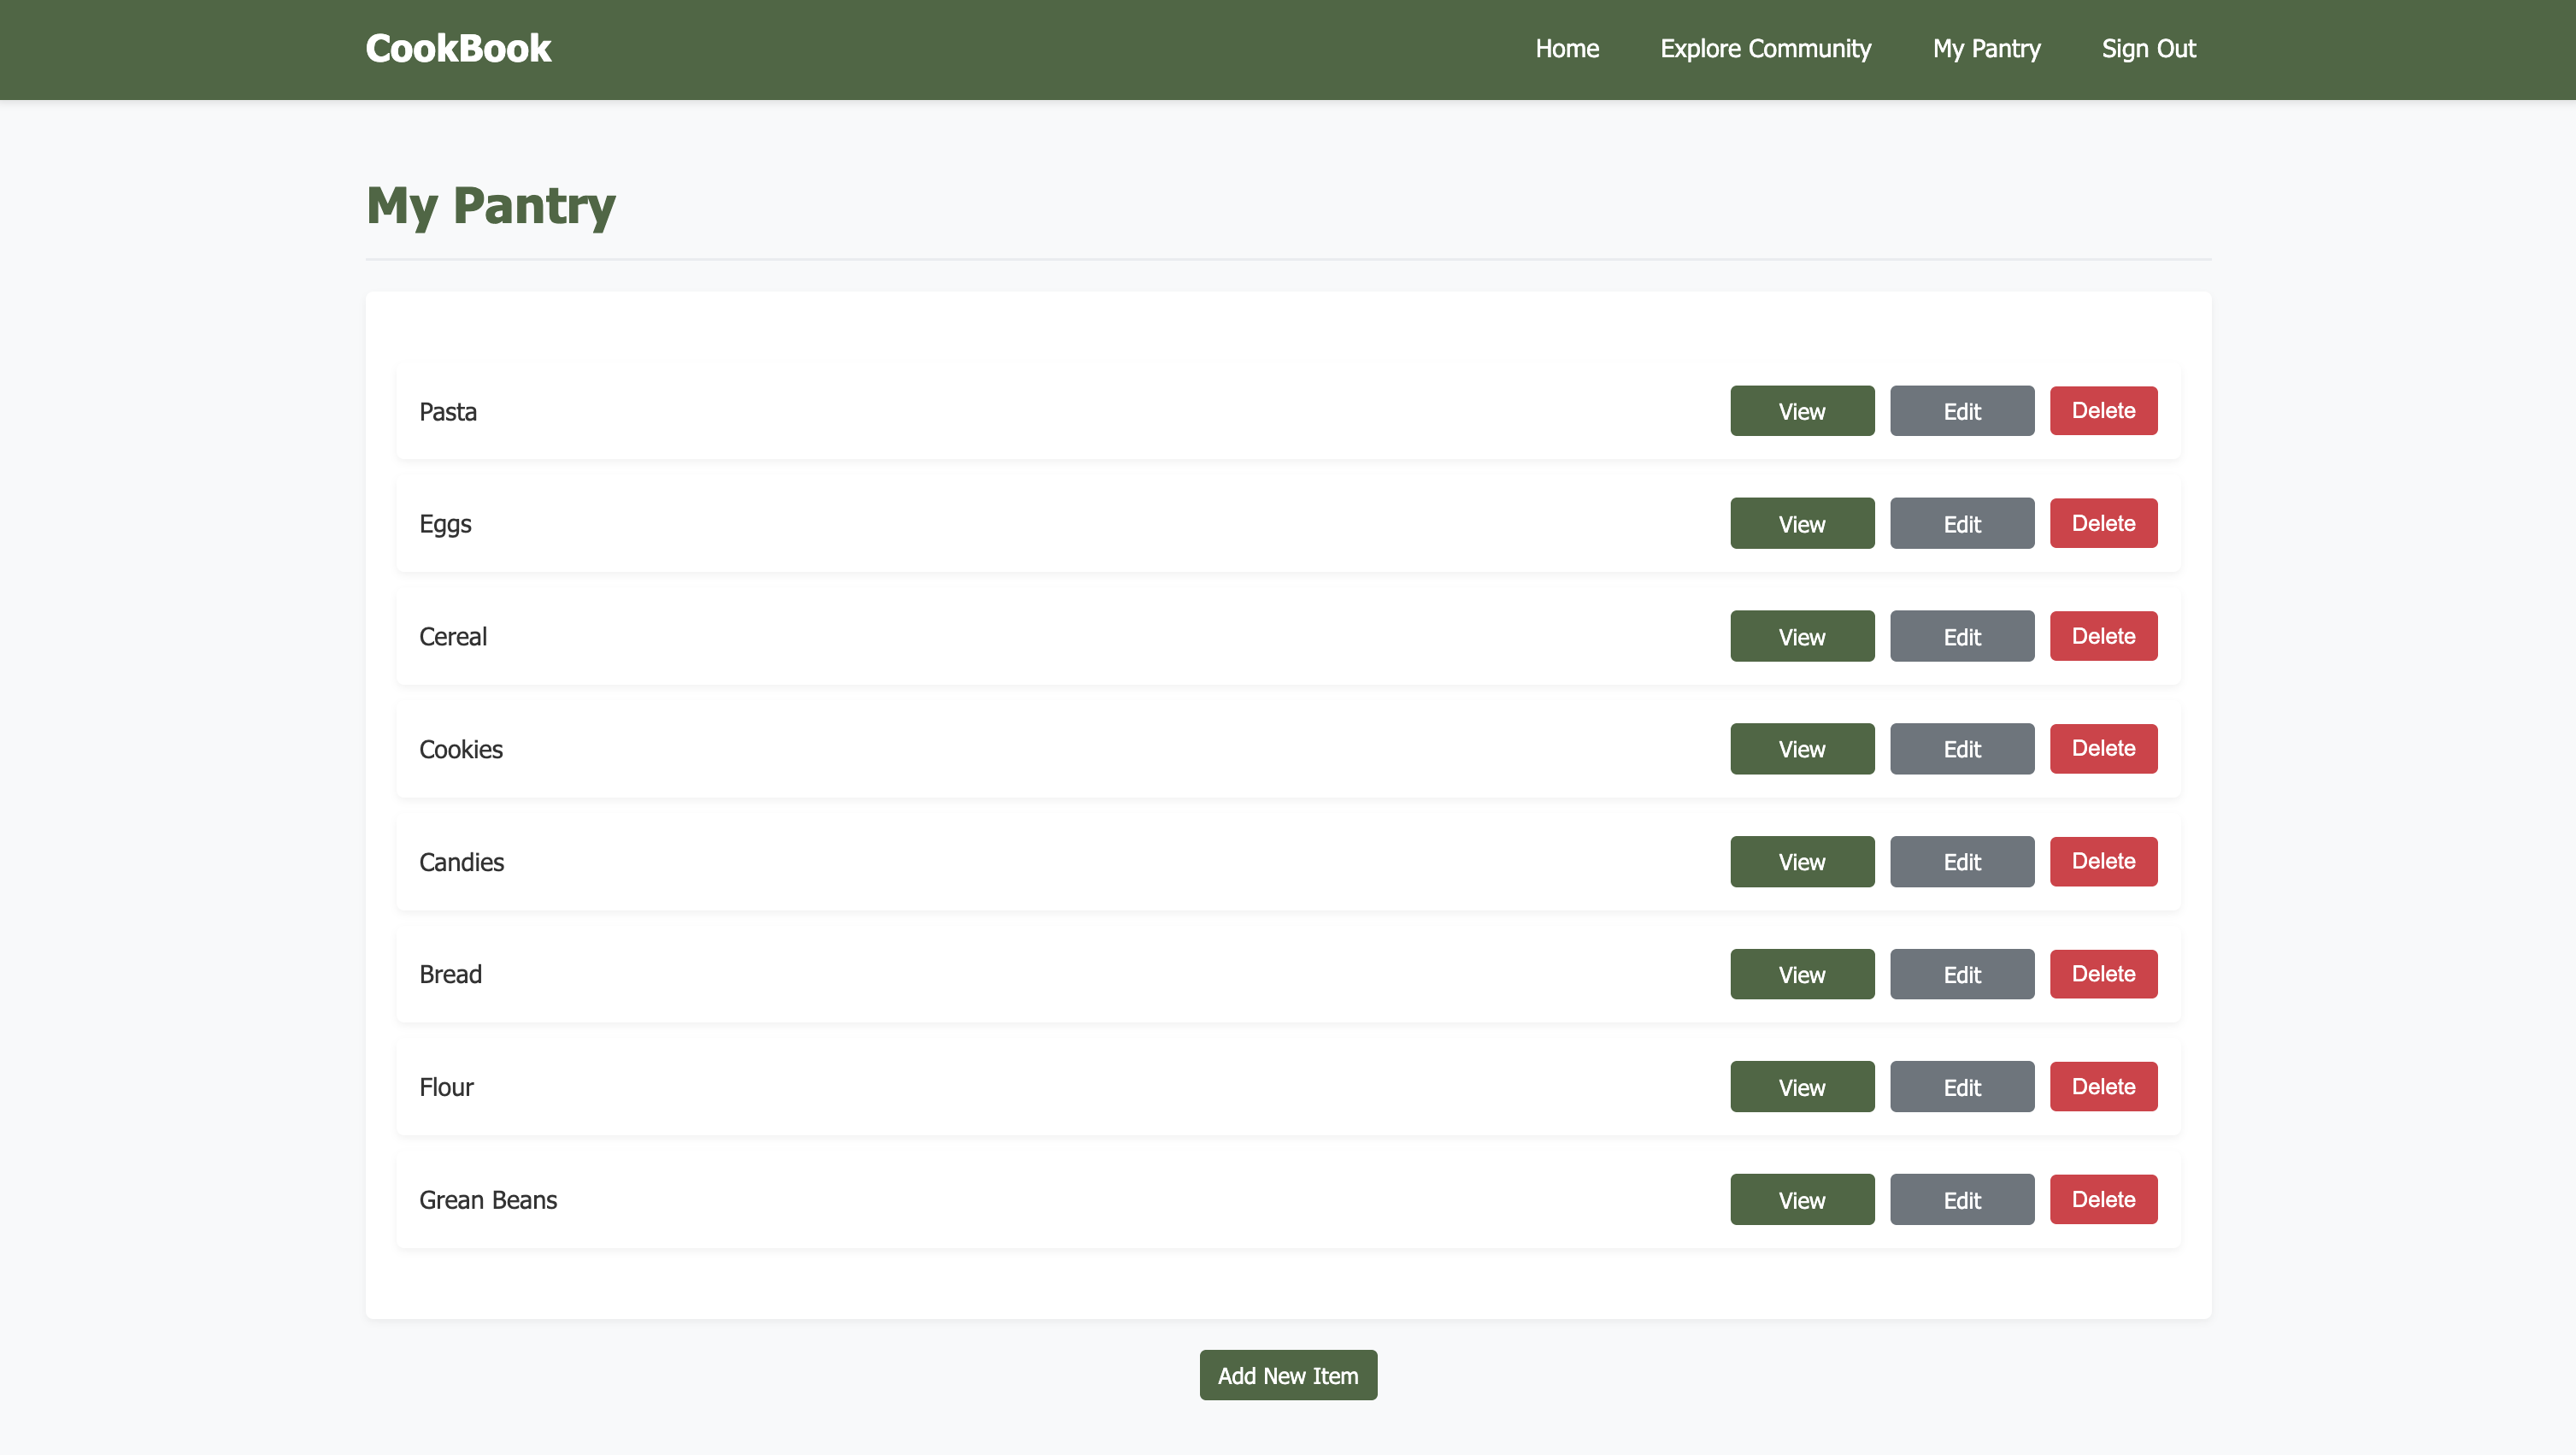 CookBook Home Explore Community My Pantry Sign Out
My Pantry
Pasta View Edit Delete
Eggs View Edit Delete
Cereal View Edit Delete
Cookies View Edit Delete
Candies View Edit Delete
Bread View Edit Delete
Flour View Edit Delete
Grean Beans View Edit Delete
Add New Item